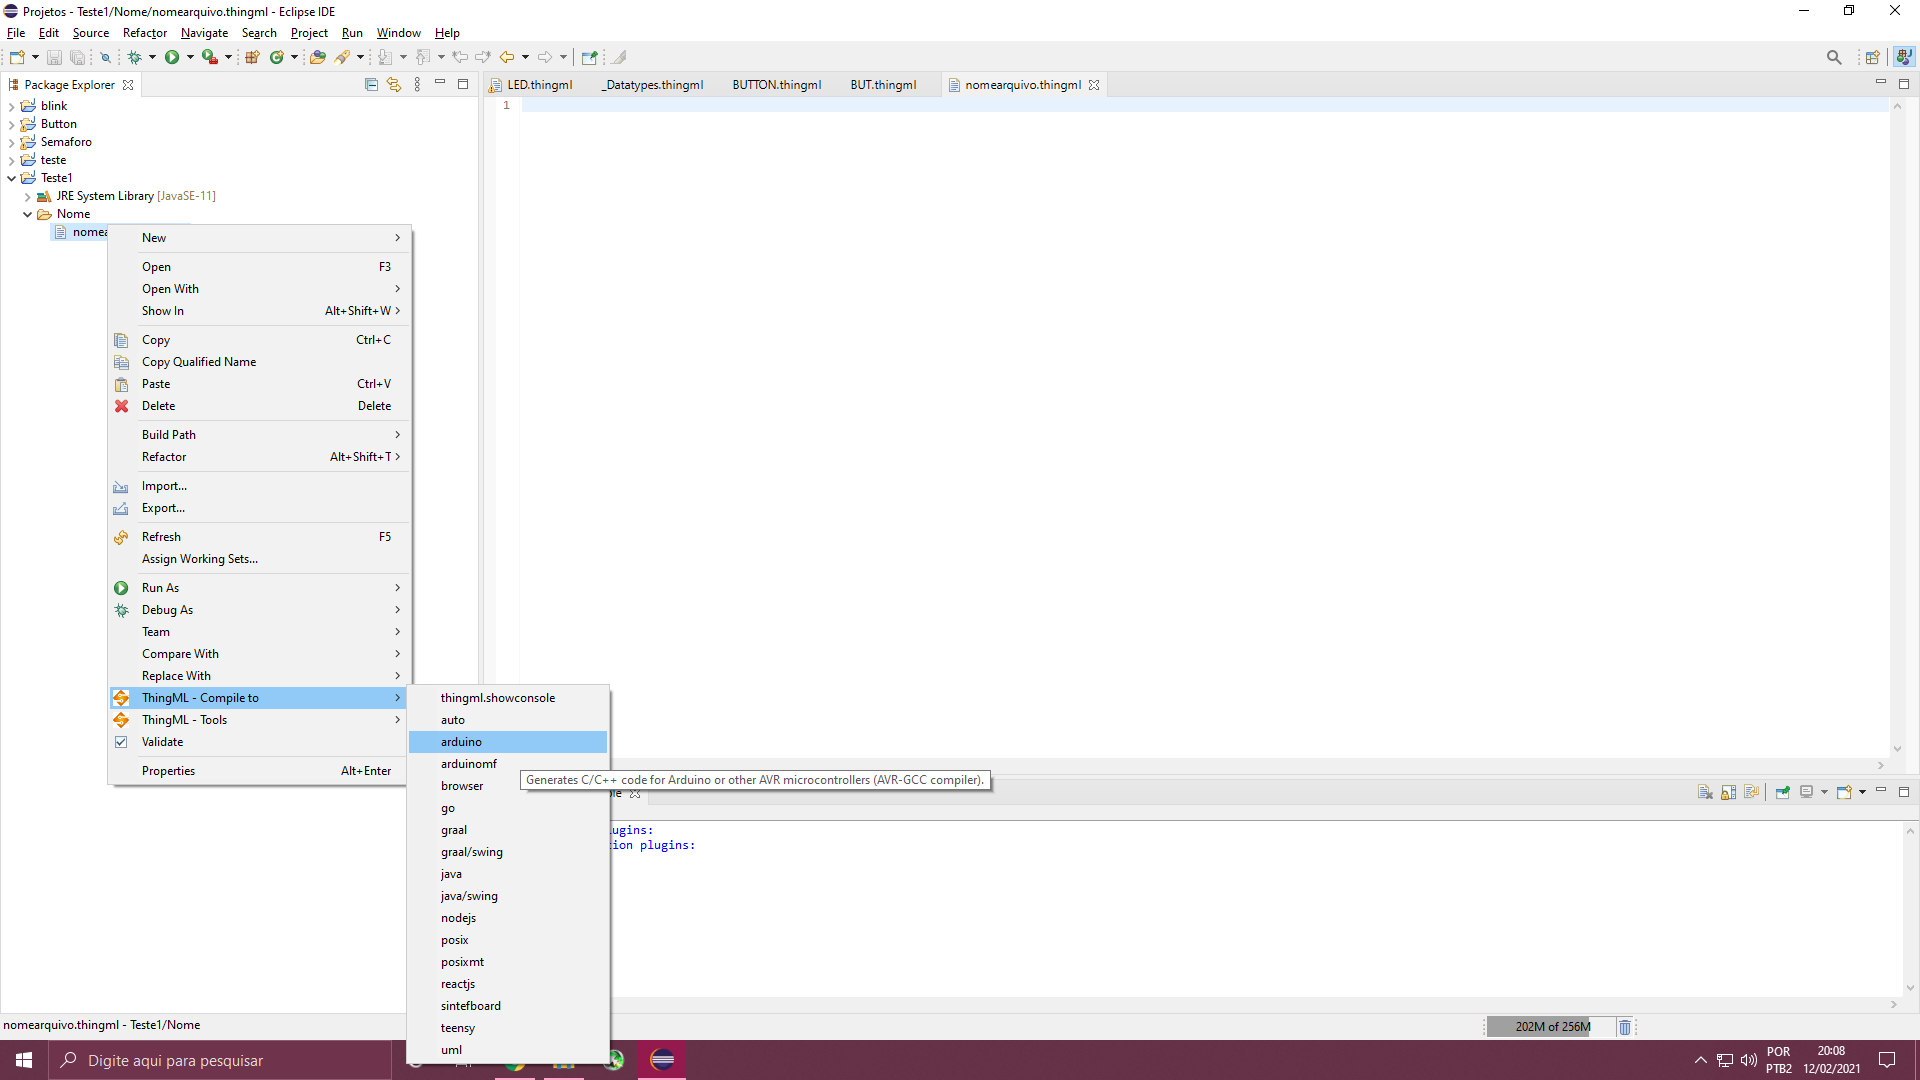 Projetos - Teste1/Nome/nomearquivo.thingml - Eclipse IDE
File Edit Source Refactor Navigate Search Project Run Window Help
Package Explorer
blink
Button
Semaforo
teste
Teste1
JRE System Library [JavaSE-11]
Nome
nomea
LED.thingml _Datatypes.thingml BUTTON.thingml BUT.thingml nomearquivo.thingml
1
New
Open F3
Open With
Show In Alt+Shift+W
Copy Ctrl+C
Copy Qualified Name
Paste Ctrl+V
Delete Delete
Build Path
Refactor Alt+Shift+T
Import...
Export...
Refresh F5
Assign Working Sets...
Run As
Debug As
Team
Compare With
Replace With
ThingML - Compile to
ThingML - Tools
Validate
Properties Alt+Enter
thingml.showconsole
auto
arduino
arduinomf
browser
go
graal
graal/swing
java
java/swing
nodejs
posix
posixmt
reactjs
sintefboard
teensy
uml
Generates C/C++ code for Arduino or other AVR microcontrollers (AVR-GCC compiler).
le
lugins:
ion plugins:
nomearquivo.thingml - Teste1/Nome
202M of 256M
Digite aqui para pesquisar
POR
PTB2
20:08
12/02/2021